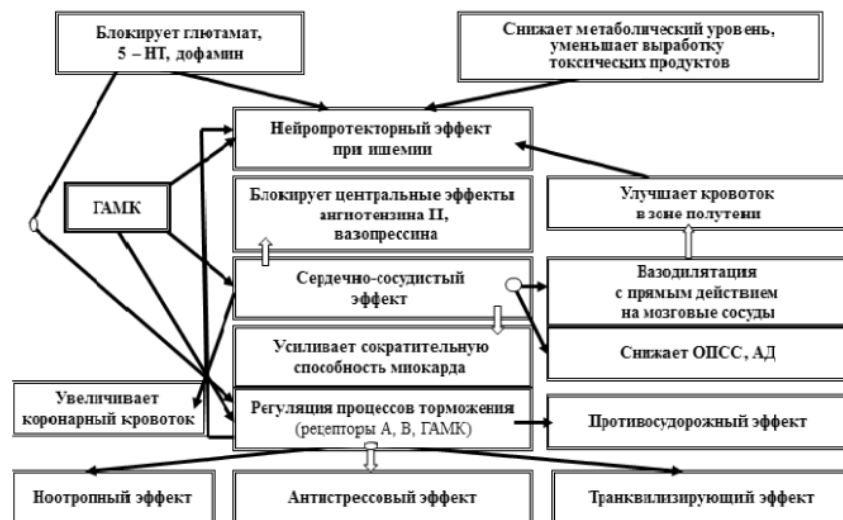 Блокирует глютамат,
5 – НТ, дофамин
Снижает метаболический уровень,
уменьшает выработку
токсических продуктов
Нейропротекторный эффект
при ишемии
ГАМК
Блокирует центральные эффекты
ангиотензина II,
вазопрессина
Улучшает кровоток
в зоне полутени
Сердечно-сосудистый
эффект
Вазодилятация
с прямым действием
на мозговые сосуды
Усиливает сократительную
способность миокарда
Снижает ОПСС, АД
Увеличивает
коронарный кровоток
Регуляция процессов торможения
(рецепторы А, В, ГАМК)
Противосудорожный эффект
Ноотропный эффект
Антистрессовый эффект
Транквилизирующий эффект